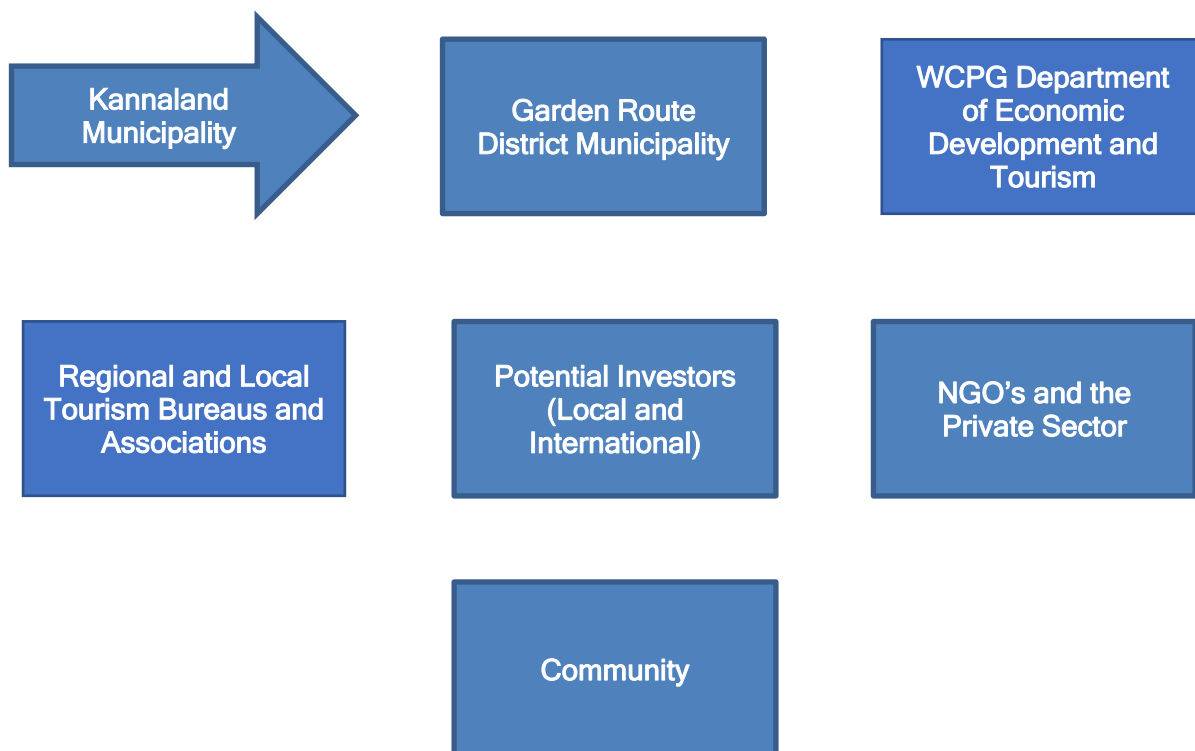 Kannaland
Municipality
Garden Route
District Municipality
WCPG Department
of Economic
Development and
Tourism
Regional and Local
Tourism Bureaus and
Associations
Potential Investors
(Local and
International)
NGO’s and the
Private Sector
Community